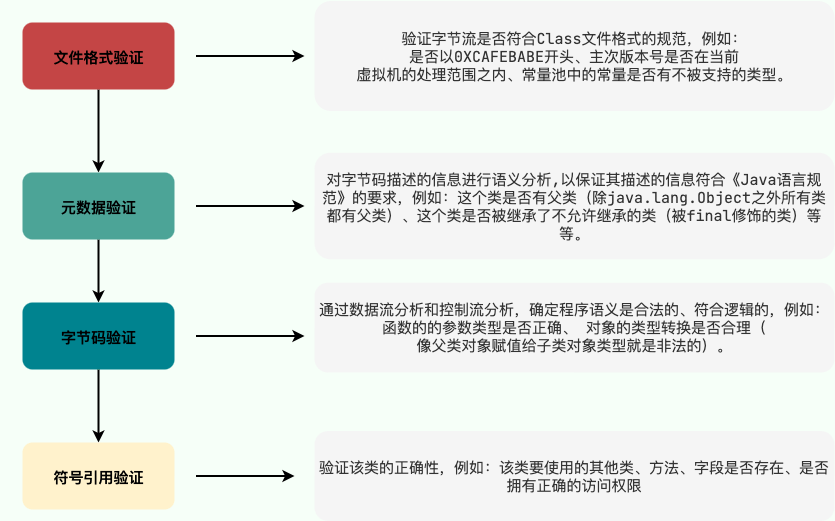 文件格式验证
验证字节流是否符合Class文件格式的规范，例如：
是否以0XCAFEBABE开头、主次版本号是否在当前
虚拟机的处理范围之内、常量池中的常量是否有不被支持的类型。
元数据验证
对字节码描述的信息进行语义分析,以保证其描述的信息符合《Java语言规
范》的要求，例如：这个类是否有父类（除java.lang.Object之外所有类
都有父类）、这个类是否被继承了不允许继承的类（被final修饰的类）等
等。
字节码验证
通过数据流分析和控制流分析，确定程序语义是合法的、符合逻辑的，例如：
函数的的参数类型是否正确、 对象的类型转换是否合理（
像父类对象赋值给子类对象类型就是非法的）。
符号引用验证
验证该类的正确性，例如：该类要使用的其他类、方法、字段是否存在、是否
拥有正确的访问权限